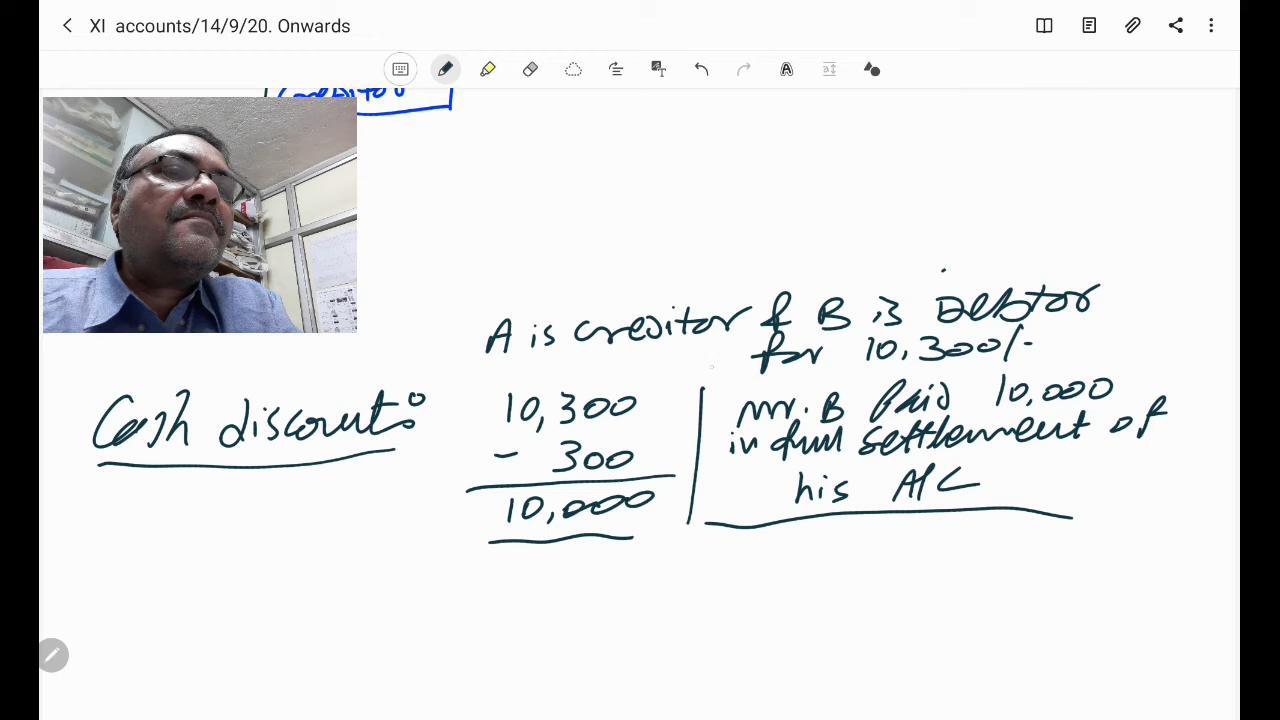 XI accounts/14/9/20. Onwards
A is creditor & B is Debtor
for 10,300/-
Cash discount:
10,300
- 300
10,000
Mr. B Paid 10,000
in full settlement of
his A/C